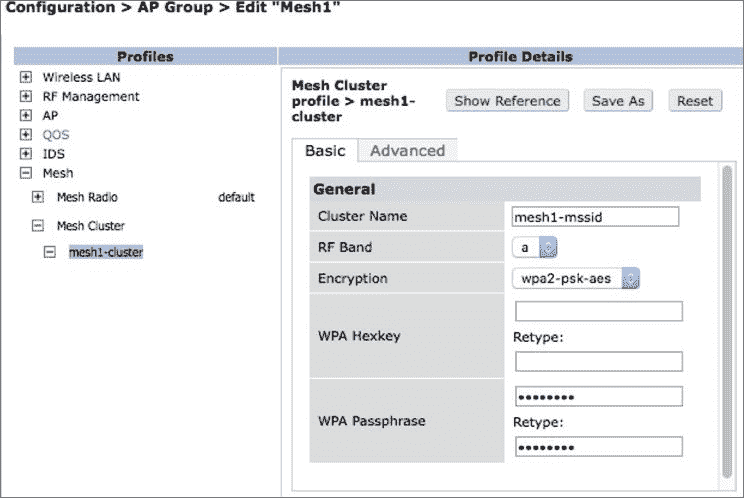 Configuration > AP Group > Edit "Mesh1"
Profiles
Profile Details
Wireless LAN
RF Management
AP
QOS
IDS
Mesh
Mesh Radio default
Mesh Cluster
mesh1-cluster
Mesh Cluster
profile > mesh1-
cluster
Show Reference Save As Reset
Basic Advanced
General
Cluster Name mesh1-mssid
RF Band a
Encryption wpa2-psk-aes
WPA Hexkey
Retype:
WPA Passphrase
••••••••
Retype:
••••••••